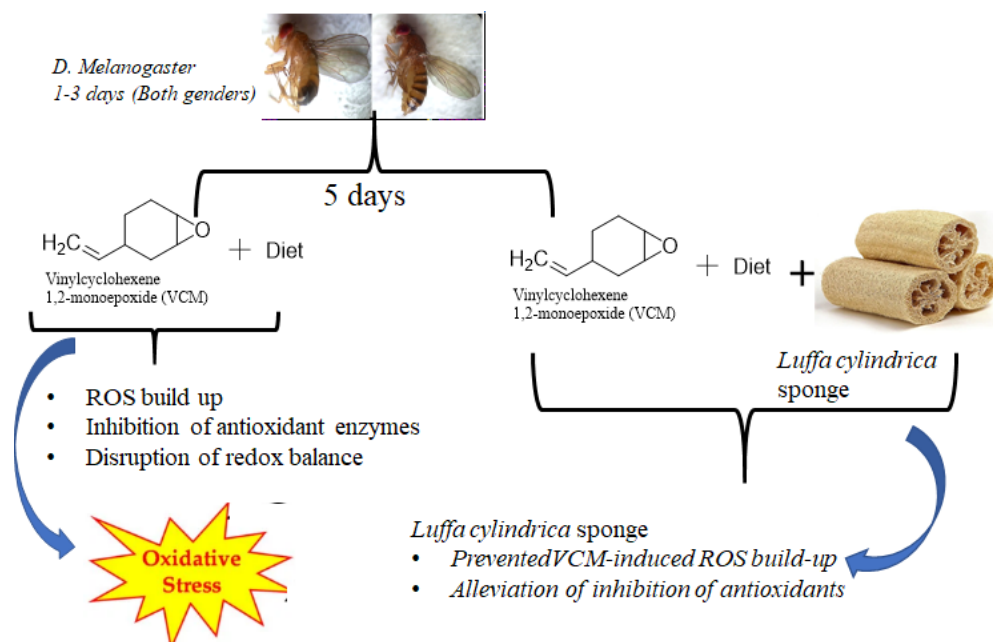 D. Melanogaster
1-3 days (Both genders)
5 days
H₂C
O
+ Diet
Vinylcyclohexene
1,2-monoepoxide (VCM)
H₂C
O
+ Diet +
Vinylcyclohexene
1,2-monoepoxide (VCM)
Luffa cylindrica
sponge
• ROS build up
• Inhibition of antioxidant enzymes
• Disruption of redox balance
Oxidative
Stress
Luffa cylindrica sponge
• PreventedVCM-induced ROS build-up
• Alleviation of inhibition of antioxidants